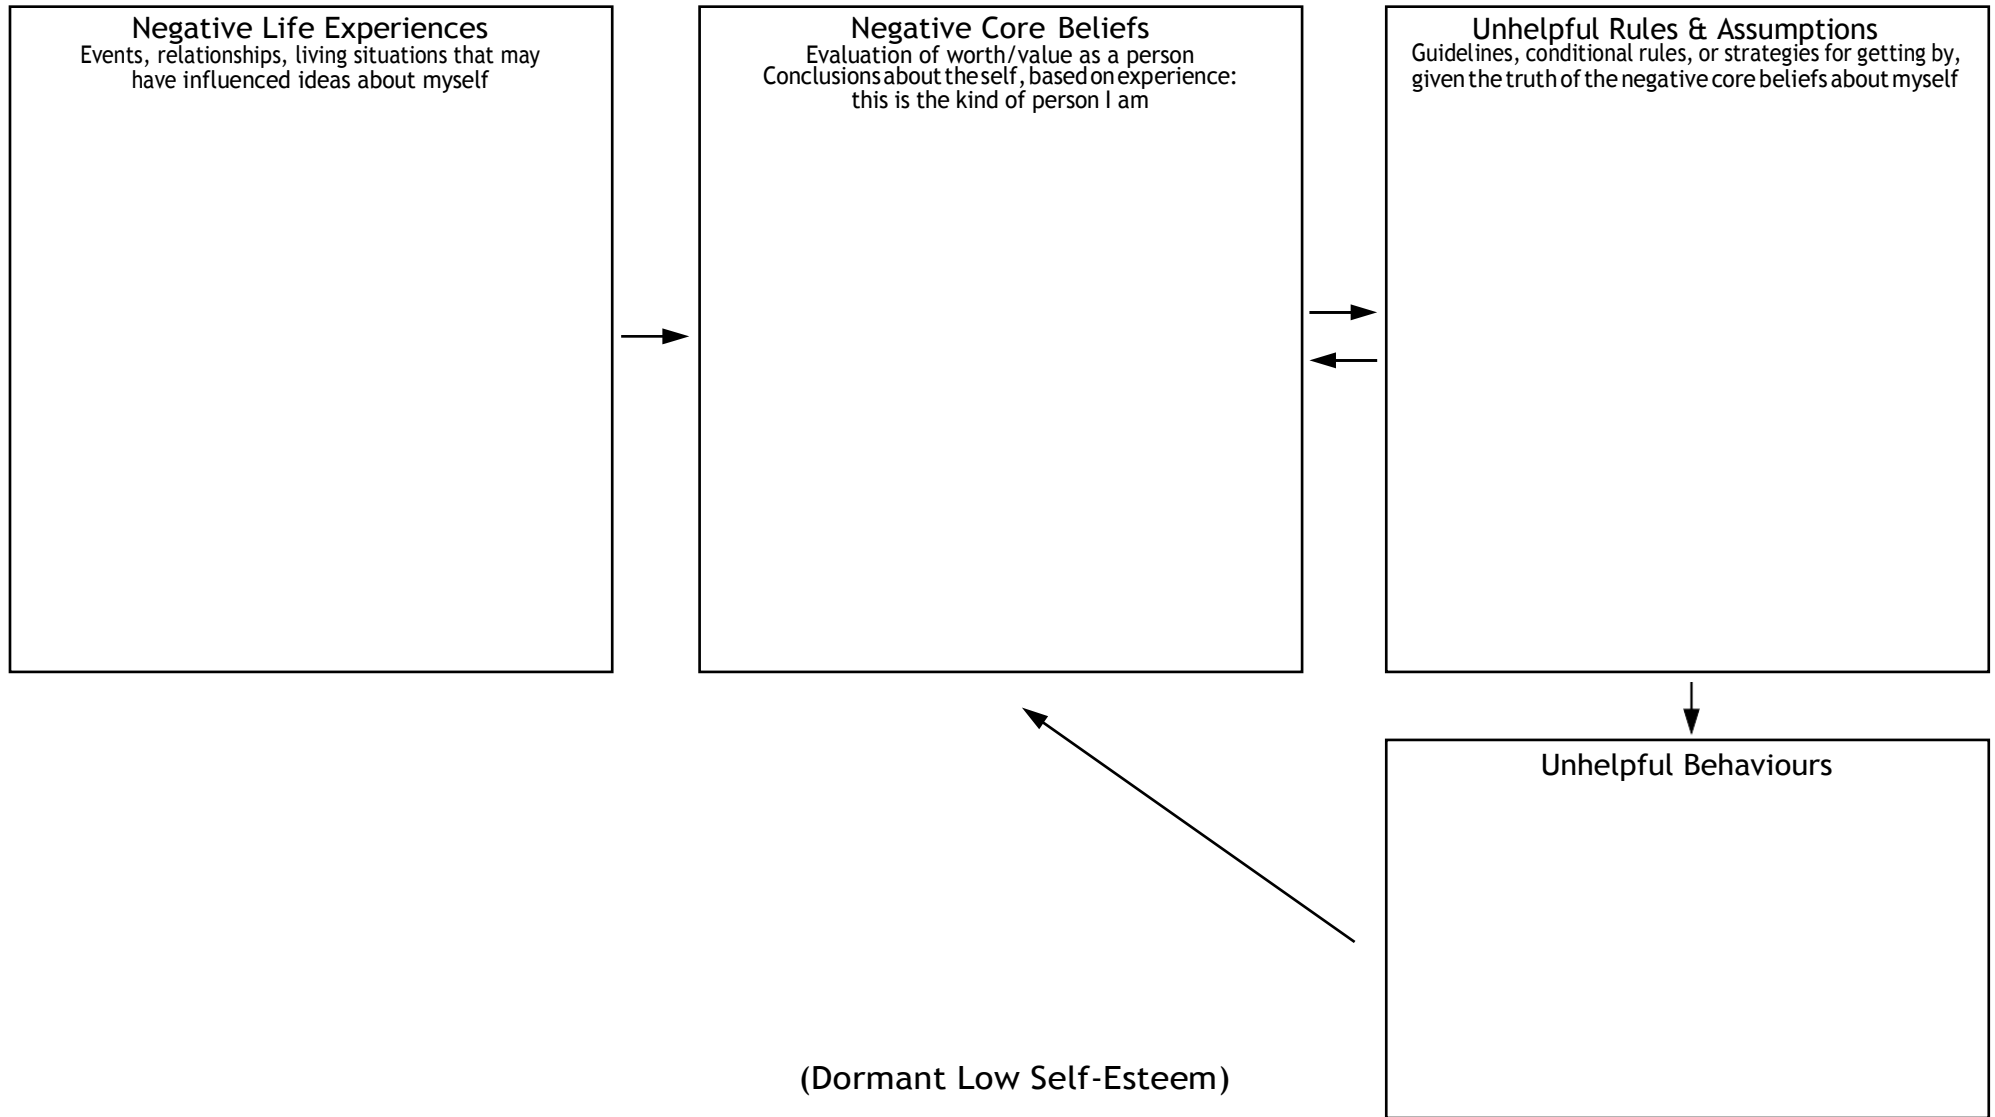 Negative Life Experiences
Events, relationships, living situations that may
have influenced ideas about myself
Negative Core Beliefs
Evaluation of worth/value as a person
Conclusions about the self, based on experience:
this is the kind of person I am
Unhelpful Rules & Assumptions
Guidelines, conditional rules, or strategies for getting by,
given the truth of the negative core beliefs about myself
Unhelpful Behaviours
(Dormant Low Self-Esteem)